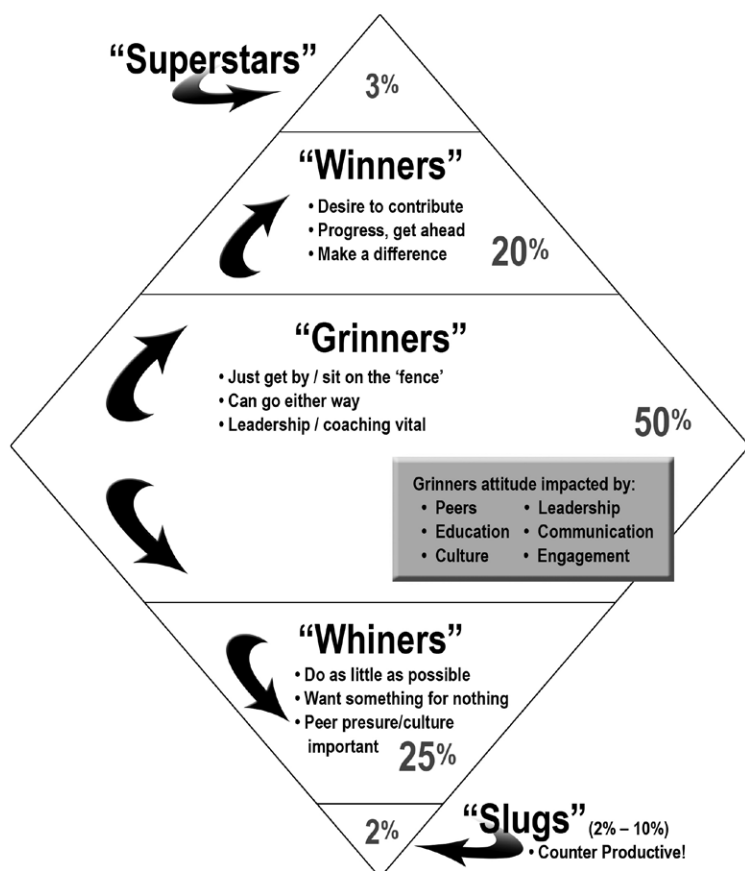 “Superstars”
3%
“Winners”
• Desire to contribute
• Progress, get ahead
• Make a difference
20%
“Grinners”
• Just get by / sit on the ‘fence’
• Can go either way
• Leadership / coaching vital
50%
Grinners attitude impacted by:
• Peers • Leadership
• Education • Communication
• Culture • Engagement
“Whiners”
• Do as little as possible
• Want something for nothing
• Peer presure/culture
important
25%
2%
“Slugs” (2% – 10%)
• Counter Productive!